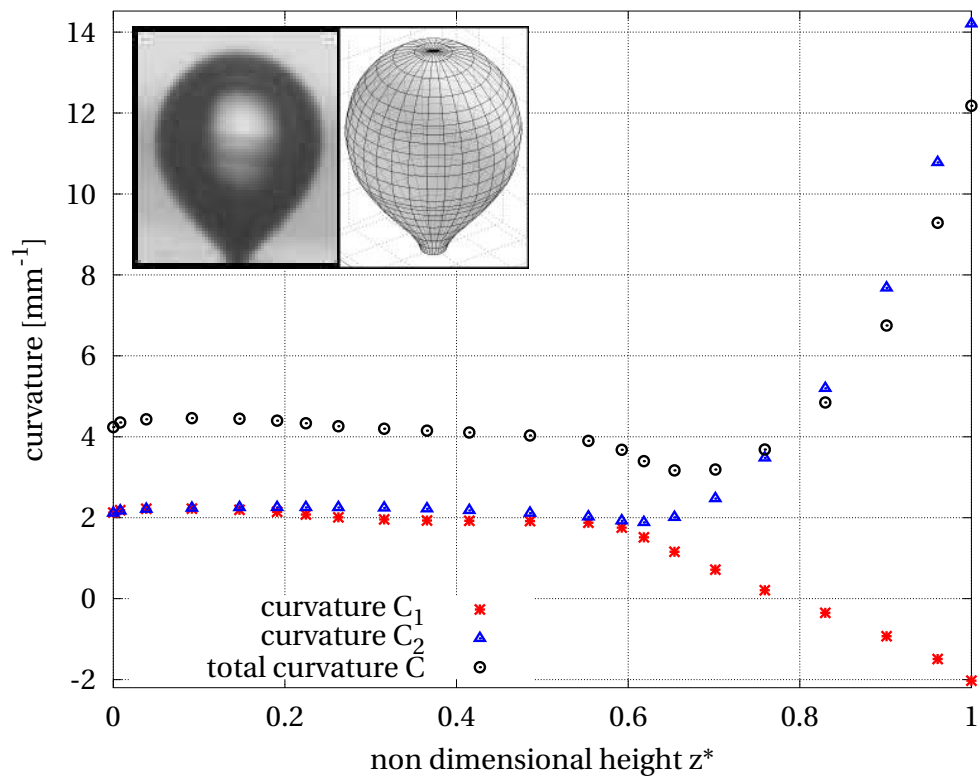 14
12
10
8
6
4
2
0
-2
curvature [mm⁻¹]
curvature C₁
curvature C₂
total curvature C
0 0.2 0.4 0.6 0.8 1
non dimensional height z*